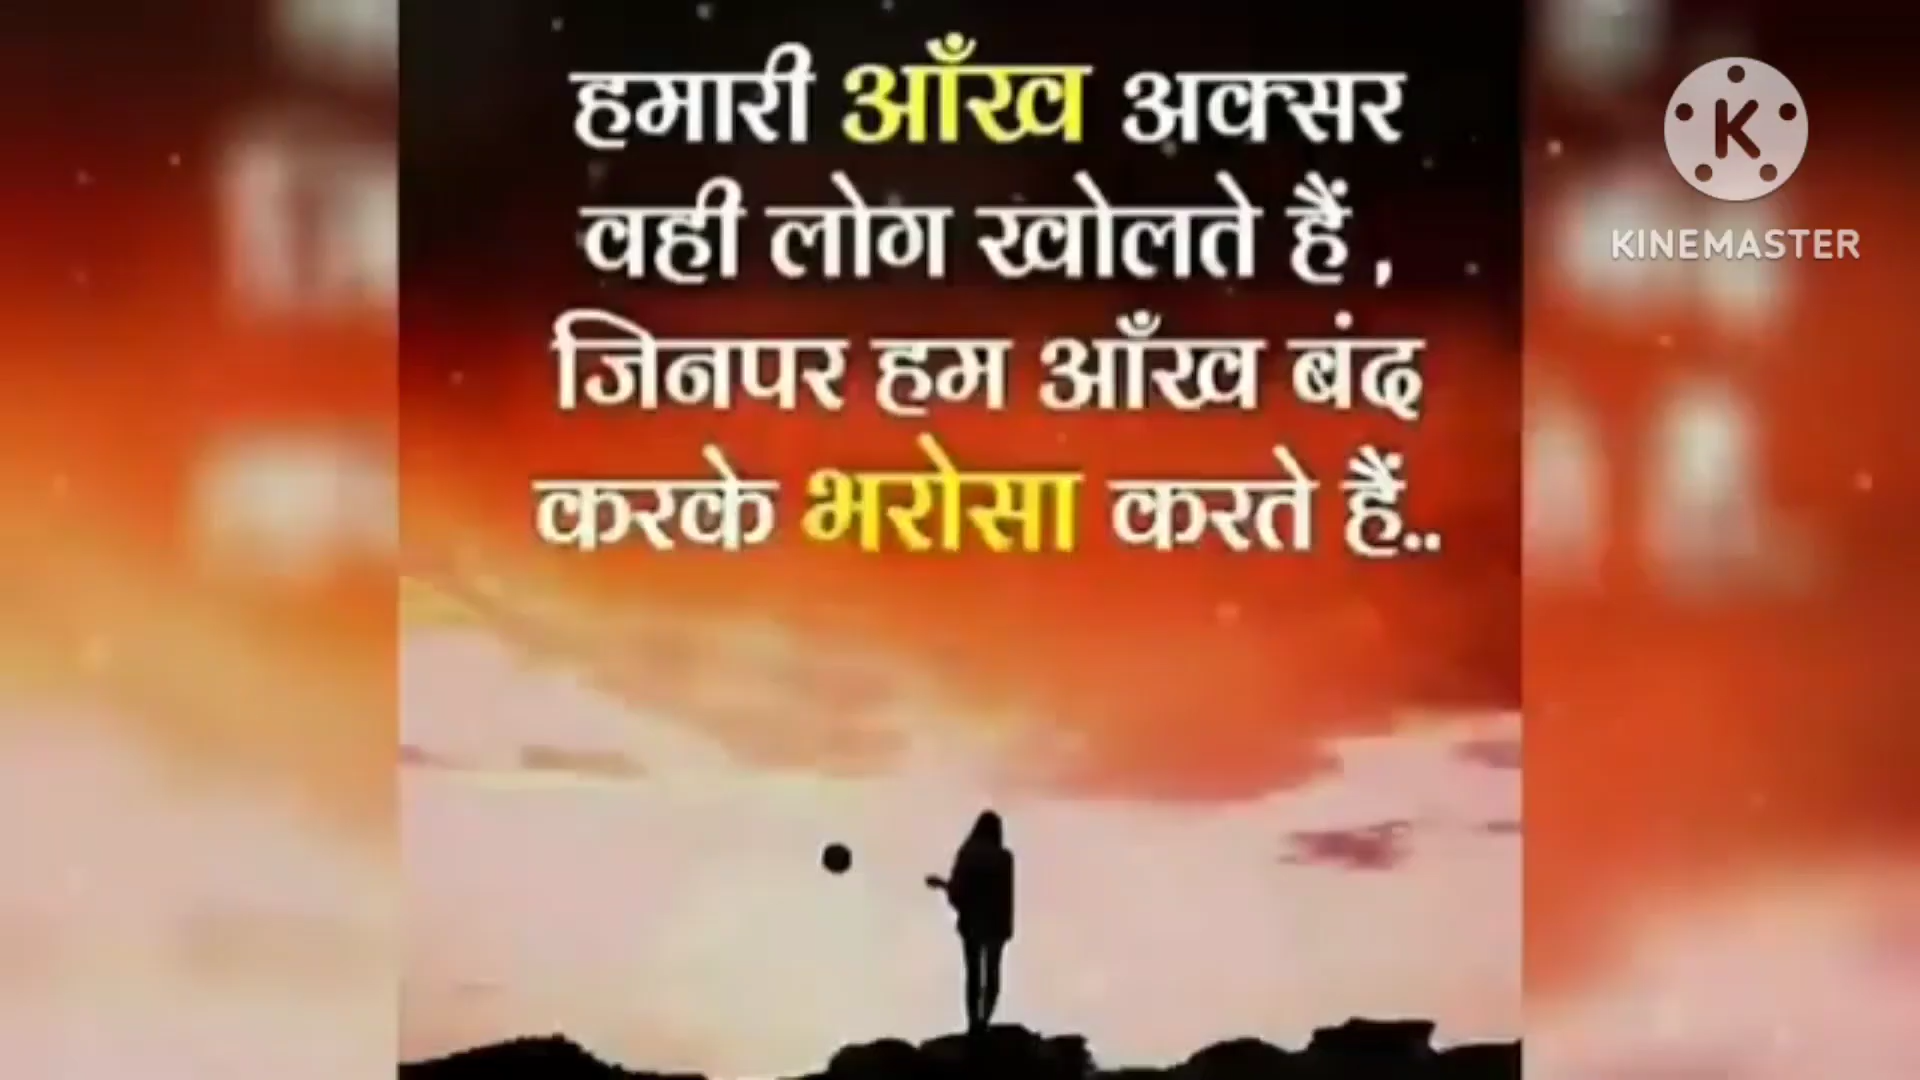 हमारी आँख अक्सर
वही लोग खोलते हैं ,
जिनपर हम आँख बंद
करके भरोसा करते हैं..
K
KINEMASTER